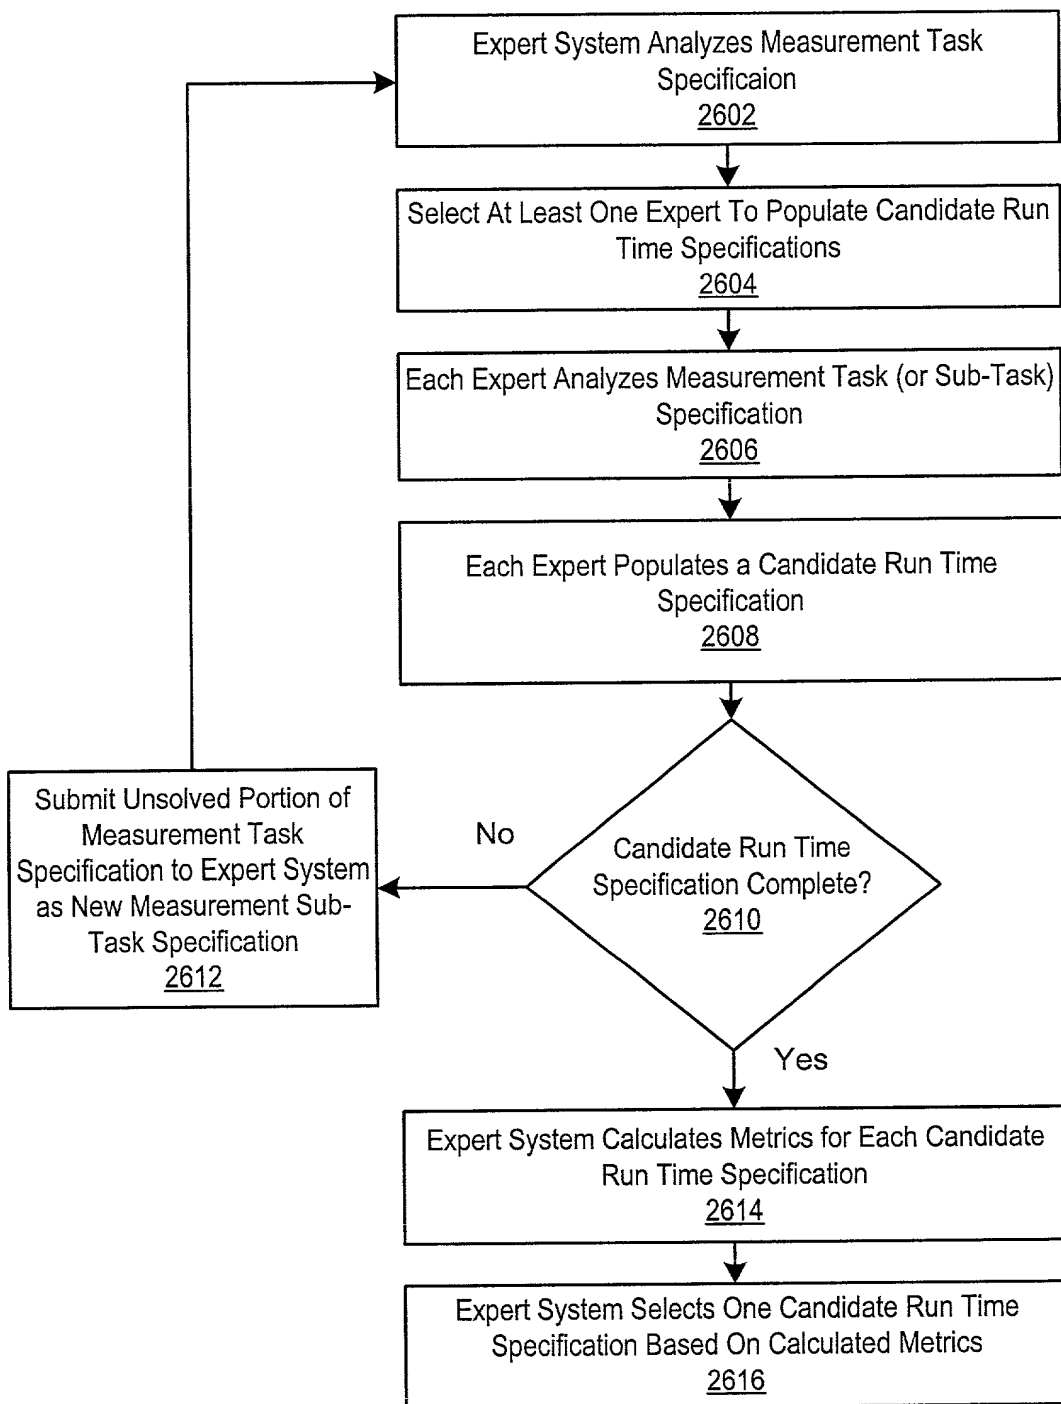 Expert System Analyzes Measurement Task
Specificaion
2602
Select At Least One Expert To Populate Candidate Run
Time Specifications
2604
Each Expert Analyzes Measurement Task (or Sub-Task)
Specification
2606
Each Expert Populates a Candidate Run Time
Specification
2608
Submit Unsolved Portion of
Measurement Task
Specification to Expert System
as New Measurement Sub-
Task Specification
2612
No
Candidate Run Time
Specification Complete?
2610
Yes
Expert System Calculates Metrics for Each Candidate
Run Time Specification
2614
Expert System Selects One Candidate Run Time
Specification Based On Calculated Metrics
2616